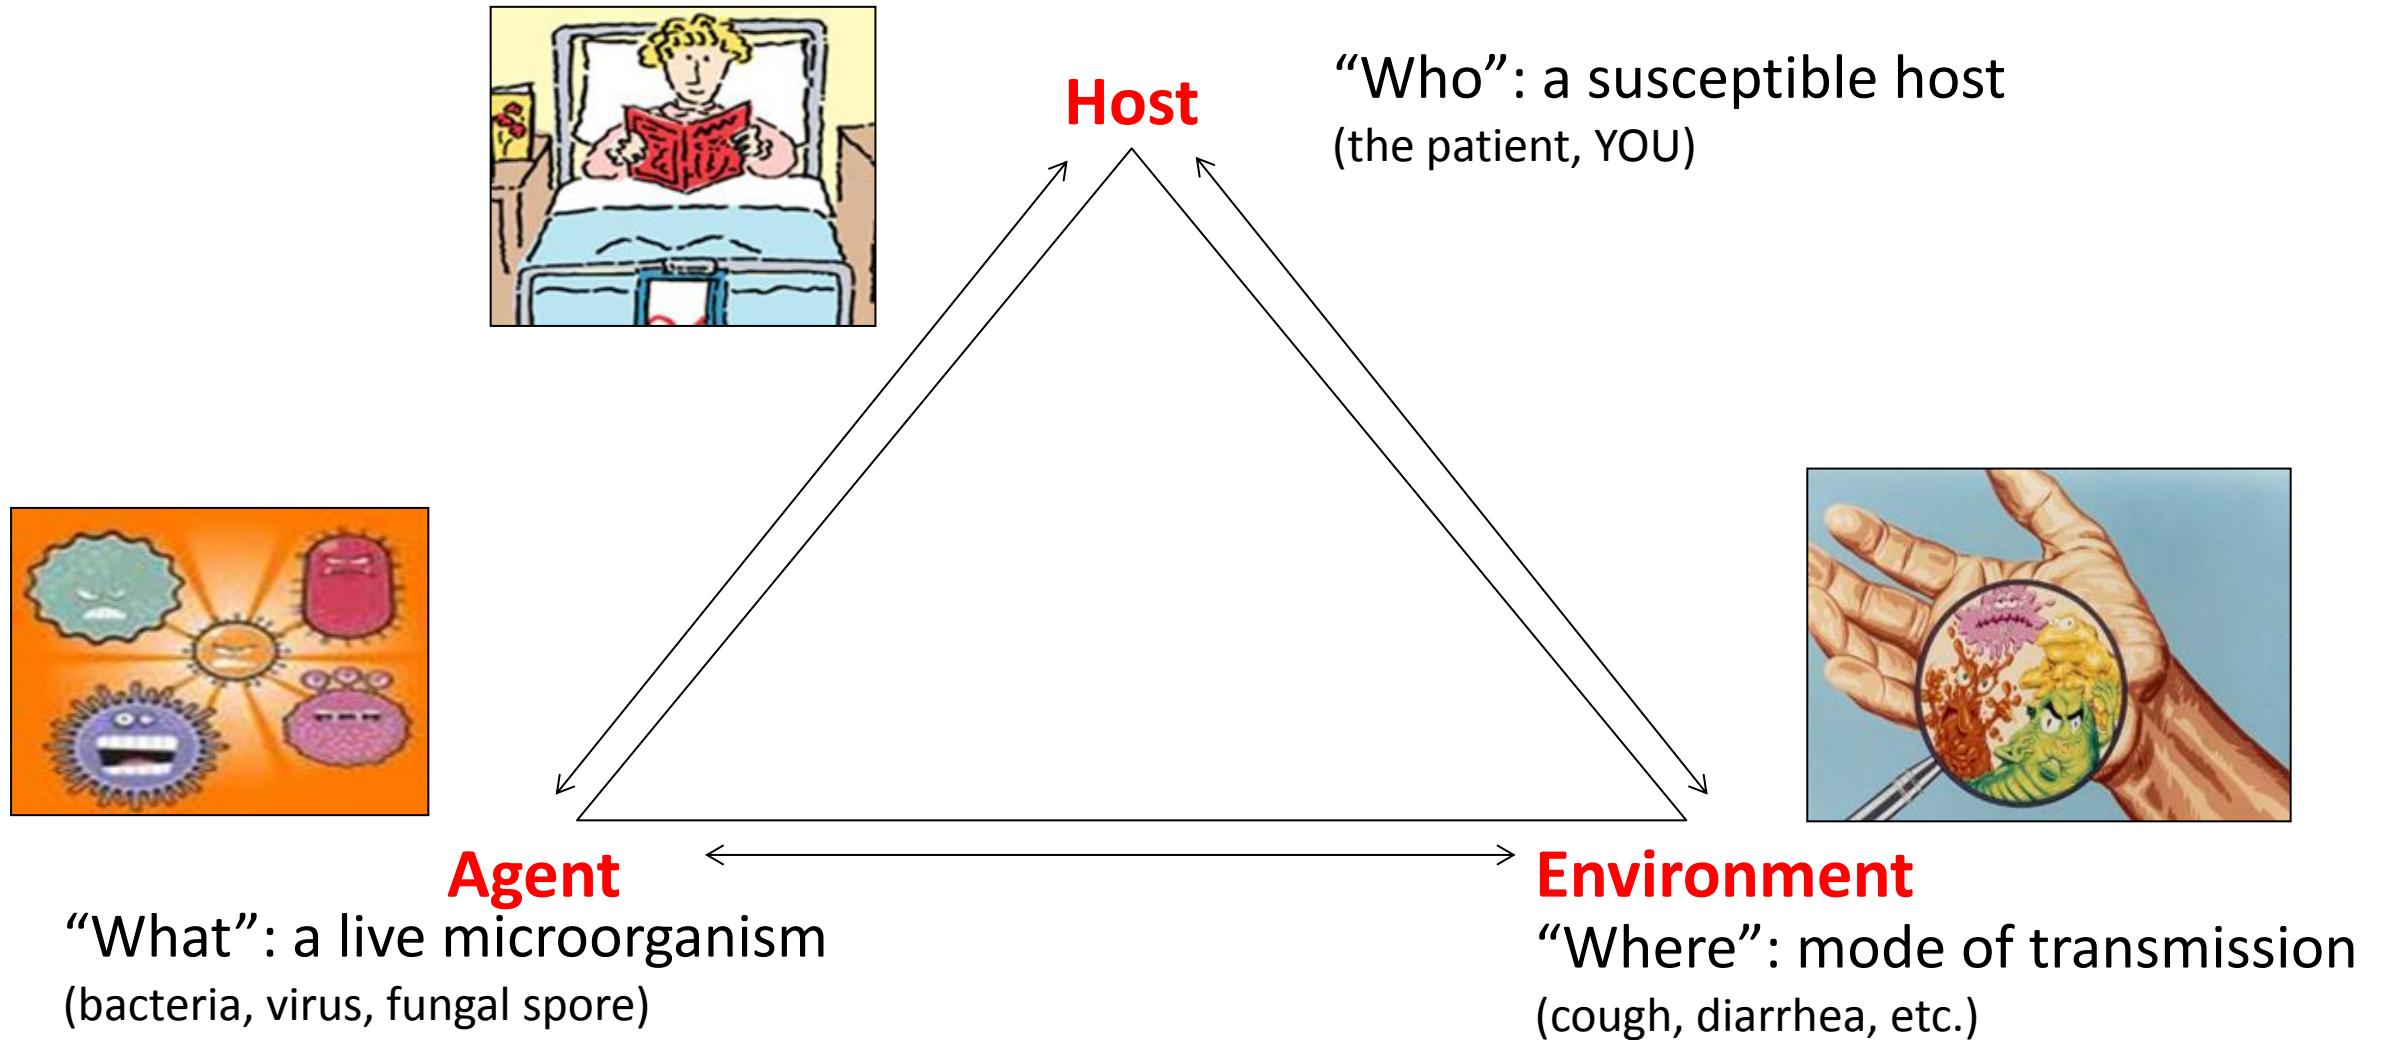 Host
“Who”: a susceptible host
(the patient, YOU)
Agent
“What”: a live microorganism
(bacteria, virus, fungal spore)
Environment
“Where”: mode of transmission
(cough, diarrhea, etc.)